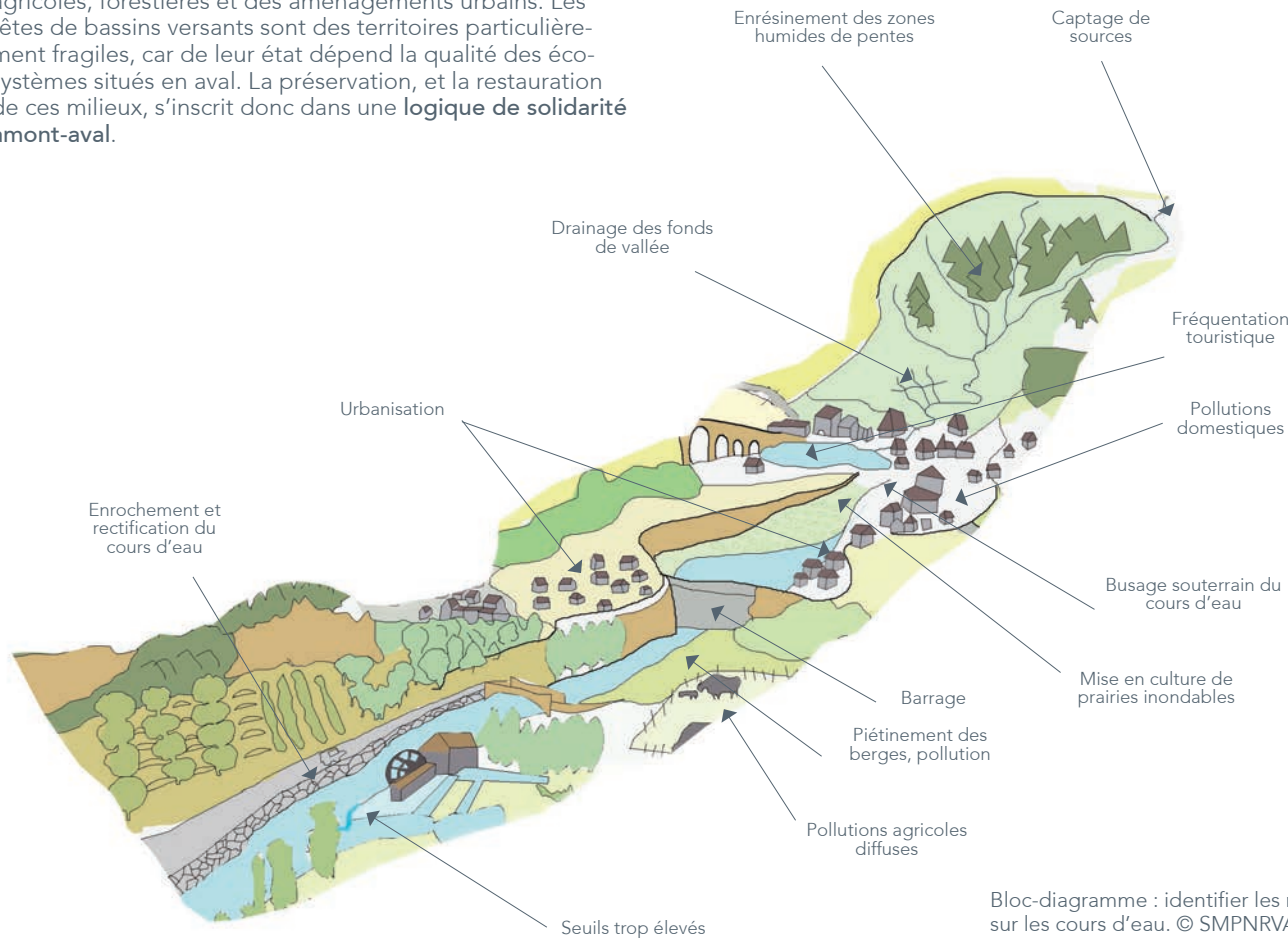 agricoles, forestières et des aménagements urbains. Les
êtes de bassins versants sont des territoires particulière-
ment fragiles, car de leur état dépend la qualité des éco-
ystèmes situés en aval. La préservation, et la restauration
de ces milieux, s’inscrit donc dans une logique de solidarité
amont-aval.
Enrésinement des zones
humides de pentes
Captage de
sources
Drainage des fonds
de vallée
Fréquentation
touristique
Urbanisation
Pollutions
domestiques
Enrochement et
rectification du
cours d’eau
Busage souterrain du
cours d’eau
Mise en culture de
prairies inondables
Barrage
Piétinement des
berges, pollution
Pollutions agricoles
diffuses
Seuils trop élevés
Bloc-diagramme : identifier les
sur les cours d’eau. © SMPNRVA